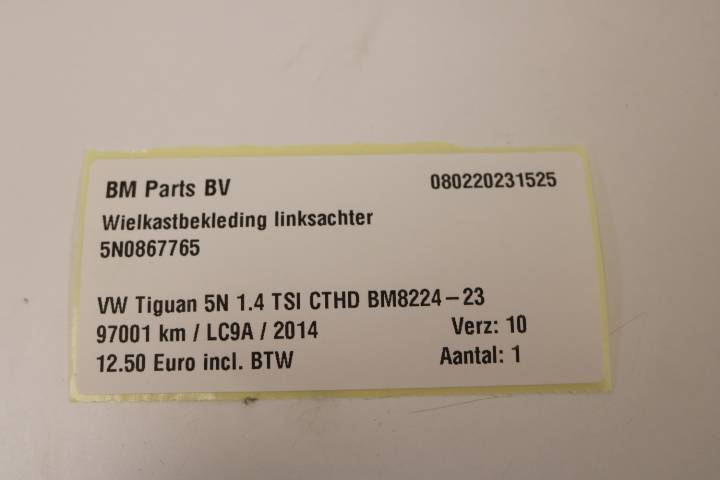 BM Parts BV 080220231525
Wielkastbekleding linksachter
5N0867765
VW Tiguan 5N 1.4 TSI CTHD BM8224-23
97001 km / LC9A / 2014 Verz: 10
12.50 Euro incl. BTW Aantal: 1